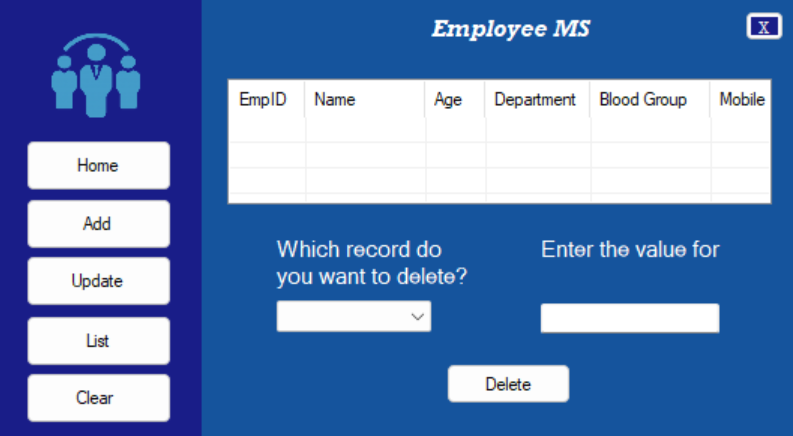 Employee MS
X
EmpID Name Age Department Blood Group Mobile
Home
Add
Update
List
Clear
Which record do
you want to delete?
Enter the value for
Delete